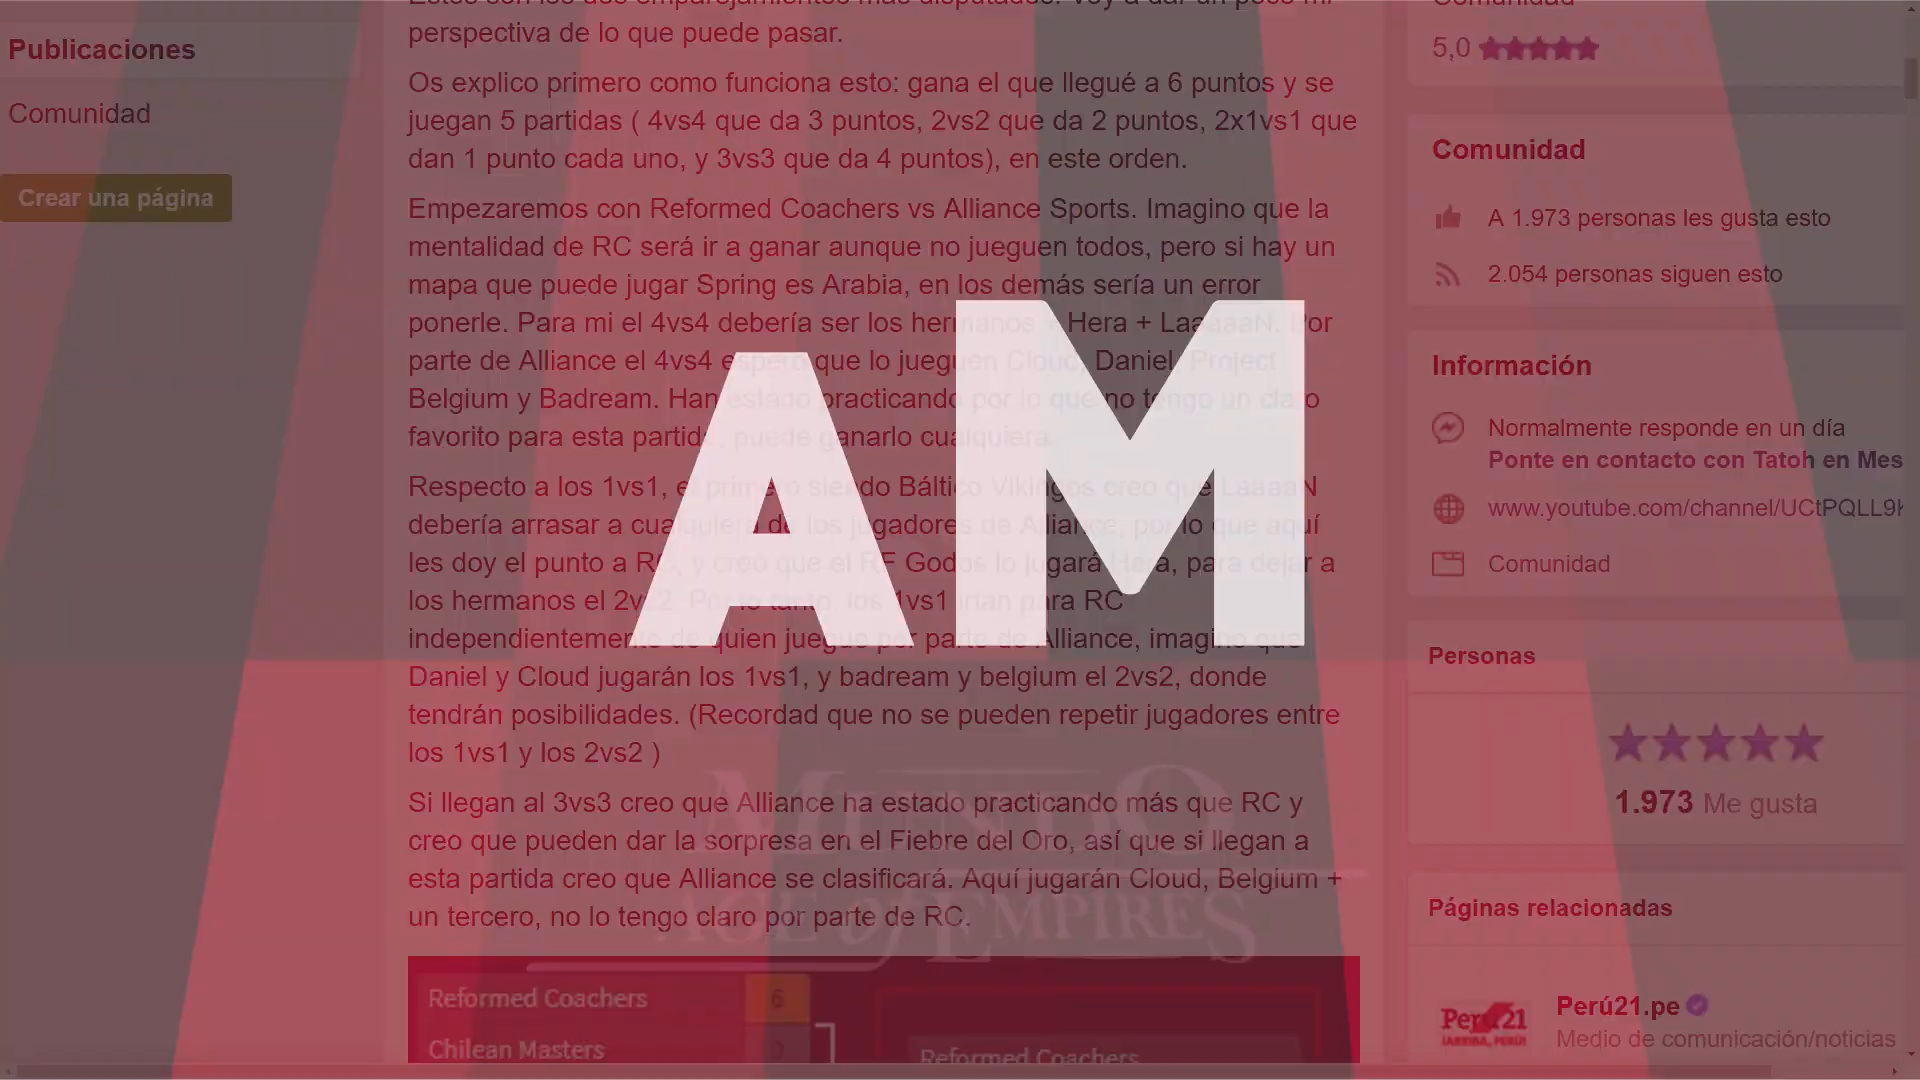 Publicaciones
Comunidad
Crear una página
perspectiva de lo que puede pasar.
Os explico primero como funciona esto: gana el que llegué a 6 puntos y se
juegan 5 partidas ( 4vs4 que da 3 puntos, 2vs2 que da 2 puntos, 2x1vs1 que
dan 1 punto cada uno, y 3vs3 que da 4 puntos), en este orden.
Empezaremos con Reformed Coachers vs Alliance Sports. Imagino que la
mentalidad de RC será ir a ganar aunque no jueguen todos, pero si hay un
mapa que puede jugar Spring es Arabia, en los demás sería un error
ponerle. Para mi el 4vs4 debería ser los hermanos + Hera + LaaaaaN. Por
parte de Alliance el 4vs4 espero que lo jueguen Cloud, Daniel, Project
Belgium y Badream. Han estado practicando por lo que no tengo un claro
favorito para esta partida, puede ganarlo cualquiera.
Respecto a los 1vs1, el primero siendo Báltico Vikingos creo que LaaaaN
debería arrasar a cualquiera de los jugadores de Alliance, por lo que aquí
les doy el punto a RC, y creo que el RF Godos lo jugará Hera, para dejar a
los hermanos el 2vs2. Por lo tanto, los 1vs1 irían para RC
independientemente de quien juegue por parte de Alliance, imagino que
Daniel y Cloud jugarán los 1vs1, y badream y belgium el 2vs2, donde
tendrán posibilidades. (Recordad que no se pueden repetir jugadores entre
los 1vs1 y los 2vs2 )
Si llegan al 3vs3 creo que Alliance ha estado practicando más que RC y
creo que pueden dar la sorpresa en el Fiebre del Oro, así que si llegan a
esta partida creo que Alliance se clasificará. Aquí jugarán Cloud, Belgium +
un tercero, no lo tengo claro por parte de RC.
Reformed Coachers 6
Chilean Masters
Reformed Coachers
AM
MUNDO
AGE of EMPIRES
Comunidad
5,0
Comunidad
A 1.973 personas les gusta esto
2.054 personas siguen esto
Información
Normalmente responde en un día
Ponte en contacto con Tatoh en Mes
www.youtube.com/channel/UCtPQLL9
Comunidad
Personas
1.973 Me gusta
Páginas relacionadas
Perú21
¡ARRIBA, PERÚ!
Perú21.pe
Medio de comunicación/noticias